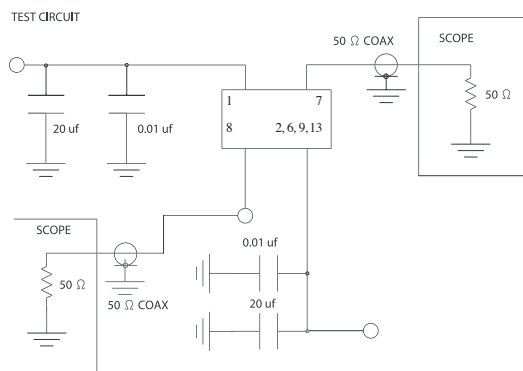 TEST CIRCUIT
50 Ω COAX
SCOPE
1
7
50 Ω
8
2, 6, 9, 13
20 uf
0.01 uf
SCOPE
0.01 uf
50 Ω
50 Ω COAX
20 uf